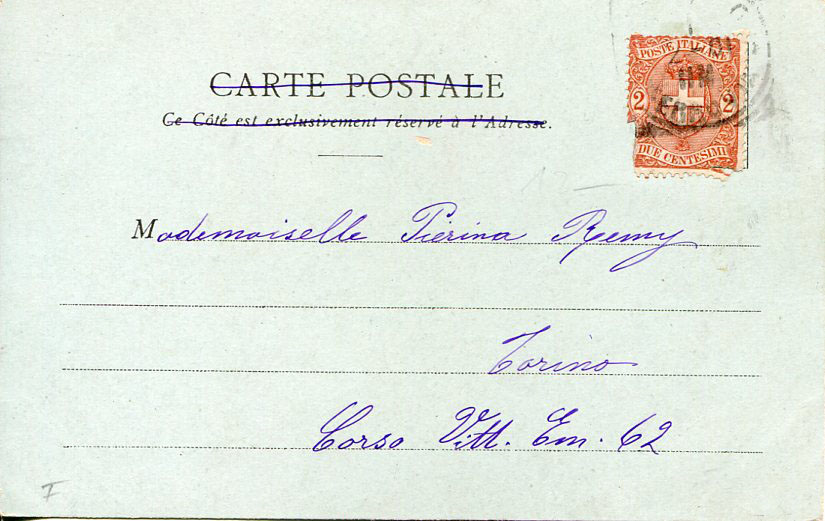 CARTE POSTALE
Ce Côté est exclusivement réservé à l'Adresse.
POSTE ITALIANE
2 2
DUE CENTESIMI
Mademoiselle Pierina Remy
Torino
Corso Vitt. Em. 62